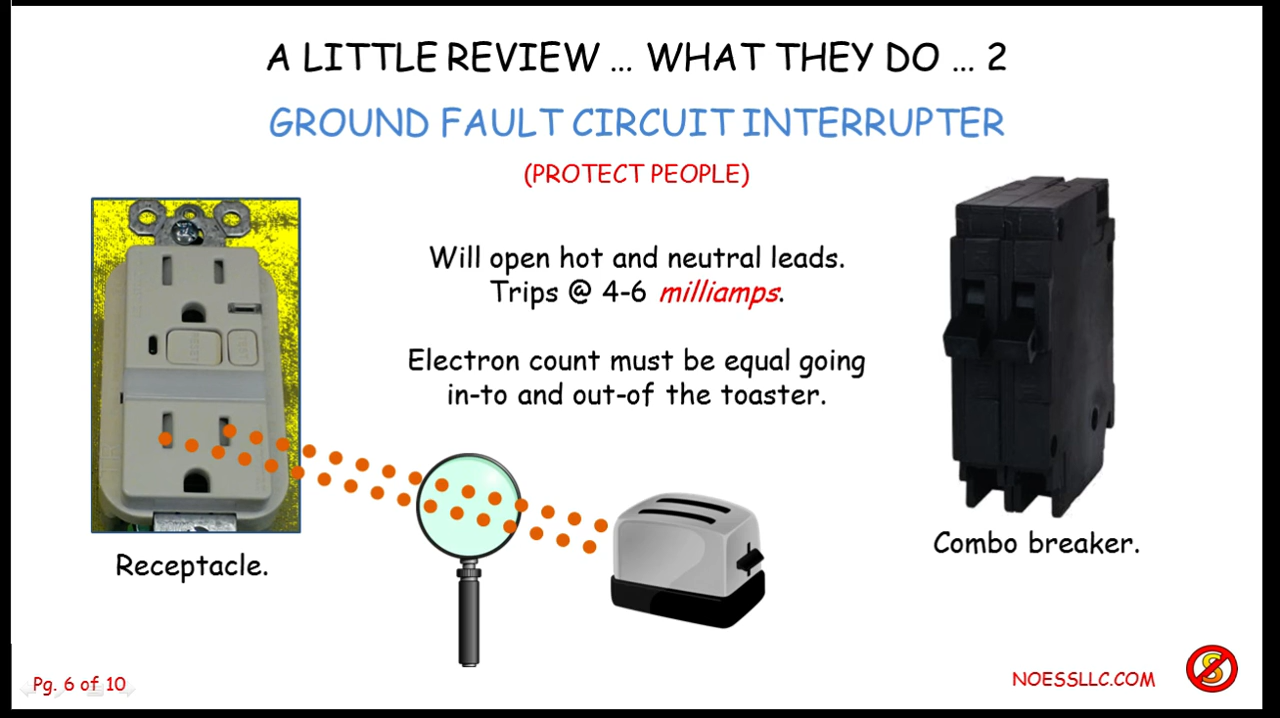 A LITTLE REVIEW ... WHAT THEY DO ... 2
GROUND FAULT CIRCUIT INTERRUPTER
(PROTECT PEOPLE)
Will open hot and neutral leads.
Trips @ 4-6 milliamps.
Electron count must be equal going
in-to and out-of the toaster.
Receptacle.
Combo breaker.
Pg. 6 of 10
NOESSLLC.COM
S